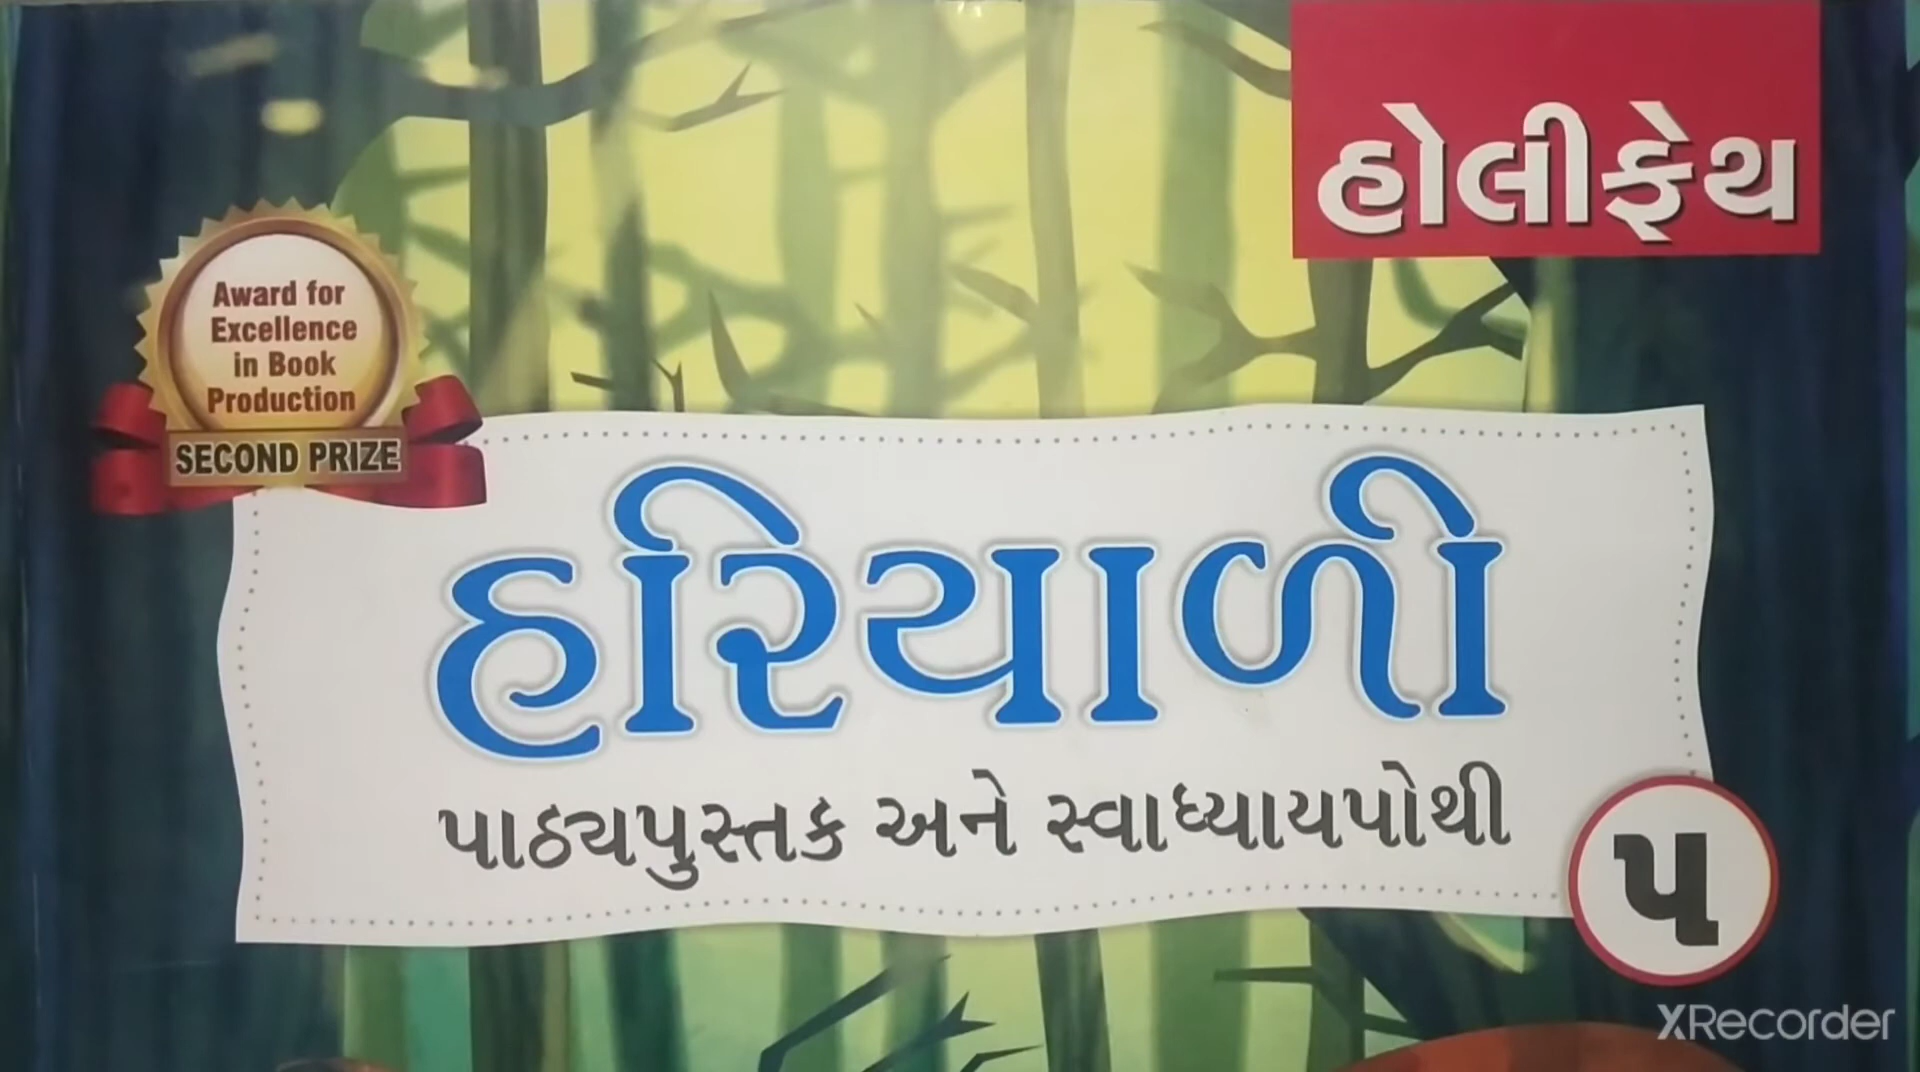 હોલીફેથ
Award for
Excellence
in Book
Production
SECOND PRIZE
હરિયાળી
પાઠ્યપુસ્તક અને સ્વાધ્યાયપોથી
૫
XRecorder